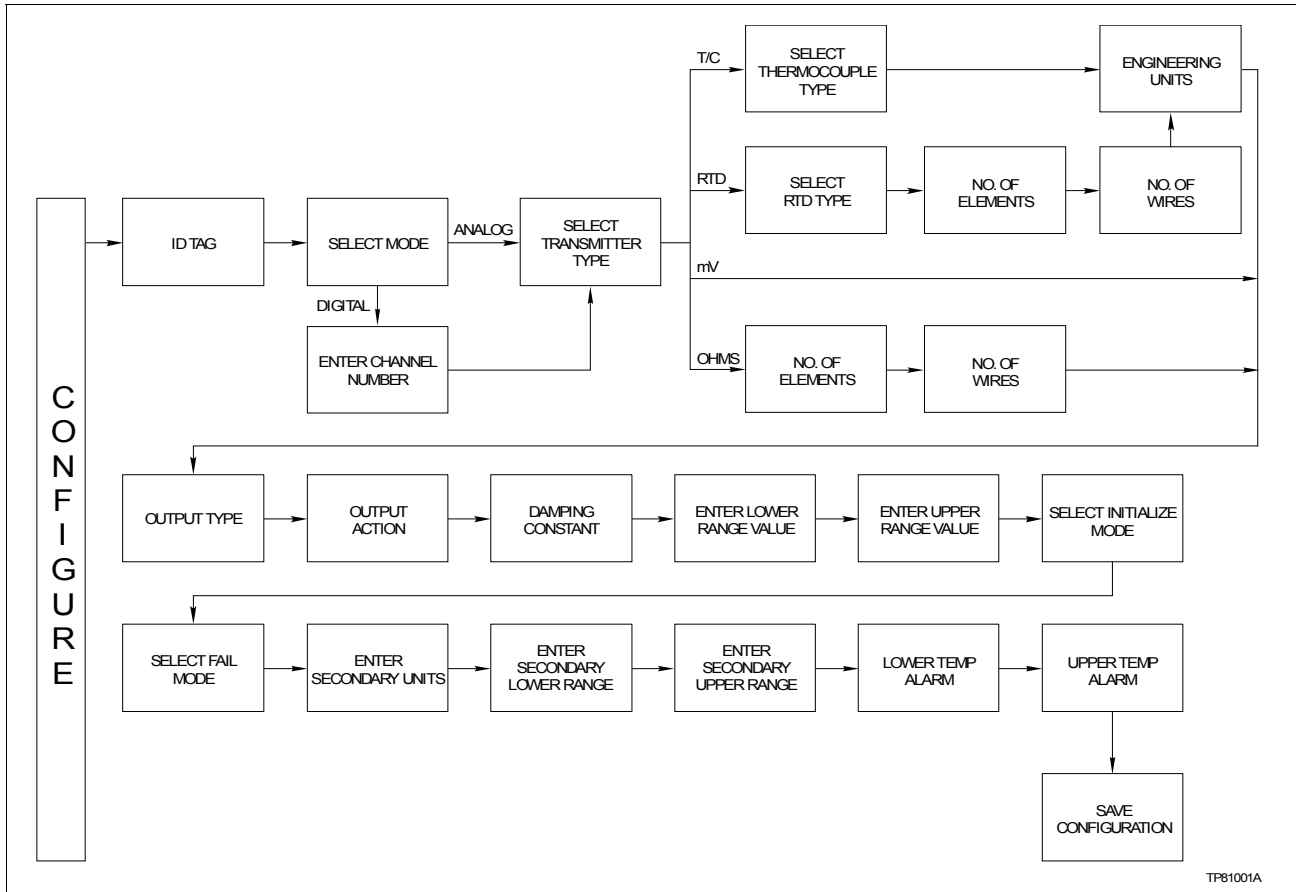 CONFIGURE
ID TAG
SELECT MODE
ANALOG
DIGITAL
ENTER CHANNEL
NUMBER
SELECT
TRANSMITTER
TYPE
T/C
SELECT
THERMOCOUPLE
TYPE
ENGINEERING
UNITS
RTD
SELECT
RTD TYPE
NO. OF
ELEMENTS
NO. OF
WIRES
mV
OHMS
NO. OF
ELEMENTS
NO. OF
WIRES
OUTPUT TYPE
OUTPUT
ACTION
DAMPING
CONSTANT
ENTER LOWER
RANGE VALUE
ENTER UPPER
RANGE VALUE
SELECT INITIALIZE
MODE
SELECT FAIL
MODE
ENTER
SECONDARY UNITS
ENTER
SECONDARY
LOWER RANGE
ENTER
SECONDARY
UPPER RANGE
LOWER TEMP
ALARM
UPPER TEMP
ALARM
SAVE
CONFIGURATION
TP81001A